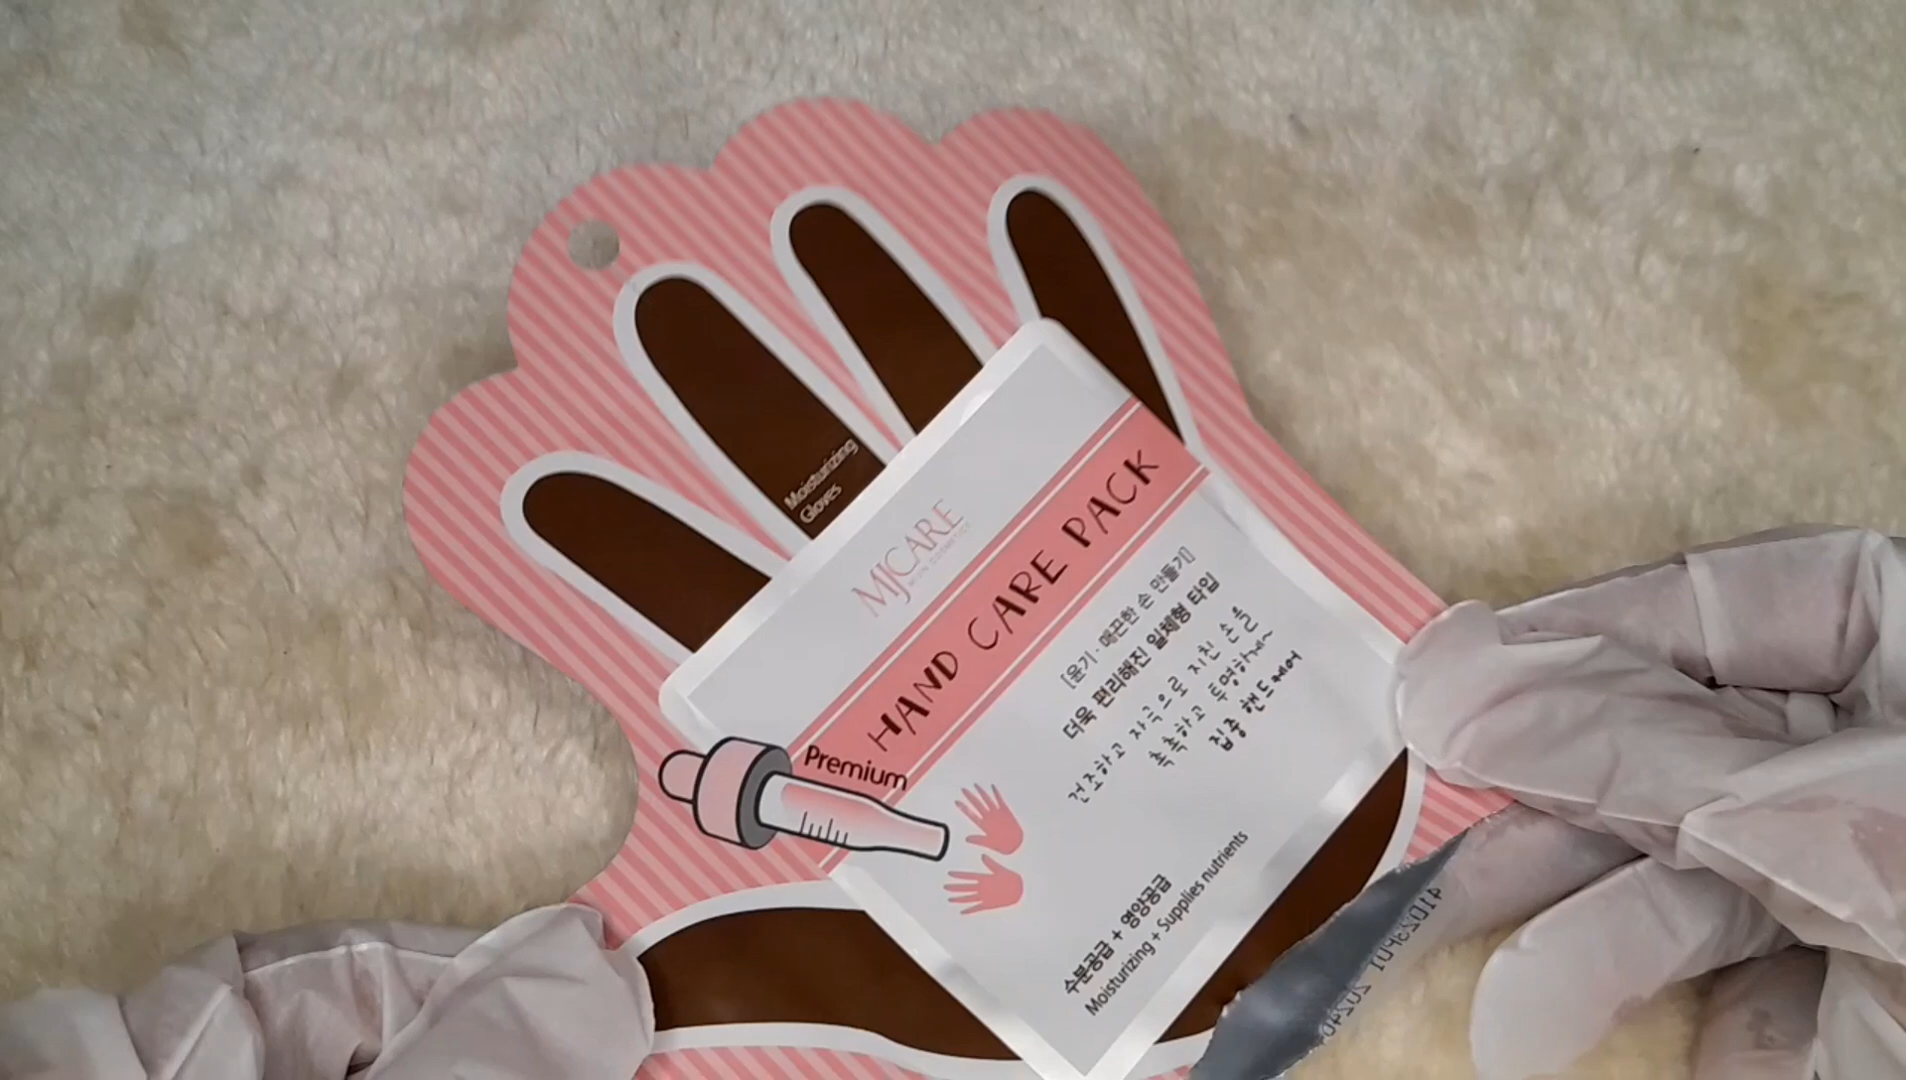 Moisturizing
Gloves
MJCARE
HAND CARE PACK
Premium
[윤기 · 매끈한 손 만들기]
더욱 편리해진 일체형 타입
건조하고 자극으로 지친 손을
촉촉하고 투명하게~
집중 핸드케어
수분공급 + 영양공급
Moisturizing + Supplies nutrients